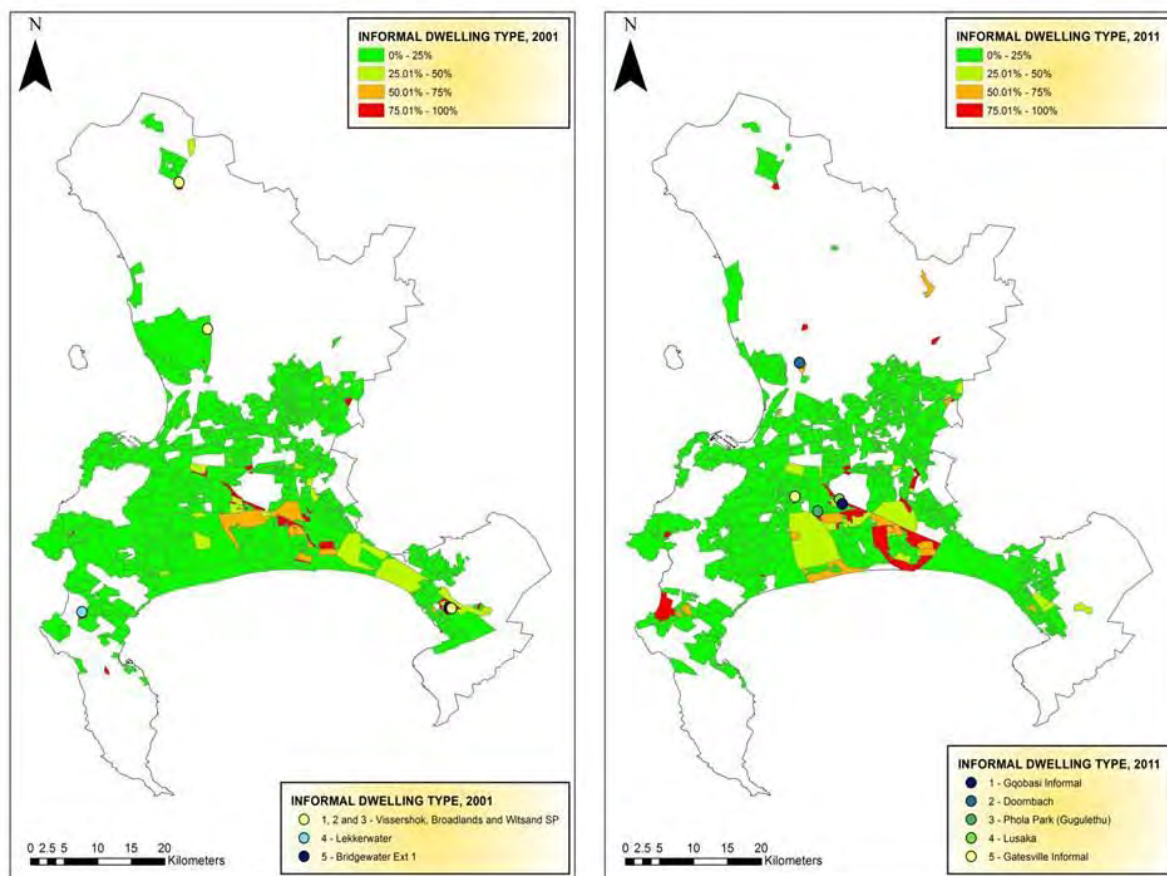 N
INFORMAL DWELLING TYPE, 2001
0% - 25%
25.01% - 50%
50.01% - 75%
75.01% - 100%
INFORMAL DWELLING TYPE, 2001
1, 2 and 3 - Vissershok, Broadlands and Witsand SP
4 - Lekkerwater
5 - Bridgewater Ext 1
0 2.5 5 10 15 20
Kilometers
N
INFORMAL DWELLING TYPE, 2011
0% - 25%
25.01% - 50%
50.01% - 75%
75.01% - 100%
INFORMAL DWELLING TYPE, 2011
1 - Gqobasi Informal
2 - Doornbach
3 - Phola Park (Gugulethu)
4 - Lusaka
5 - Gatesville Informal
0 2.5 5 10 15 20
Kilometers